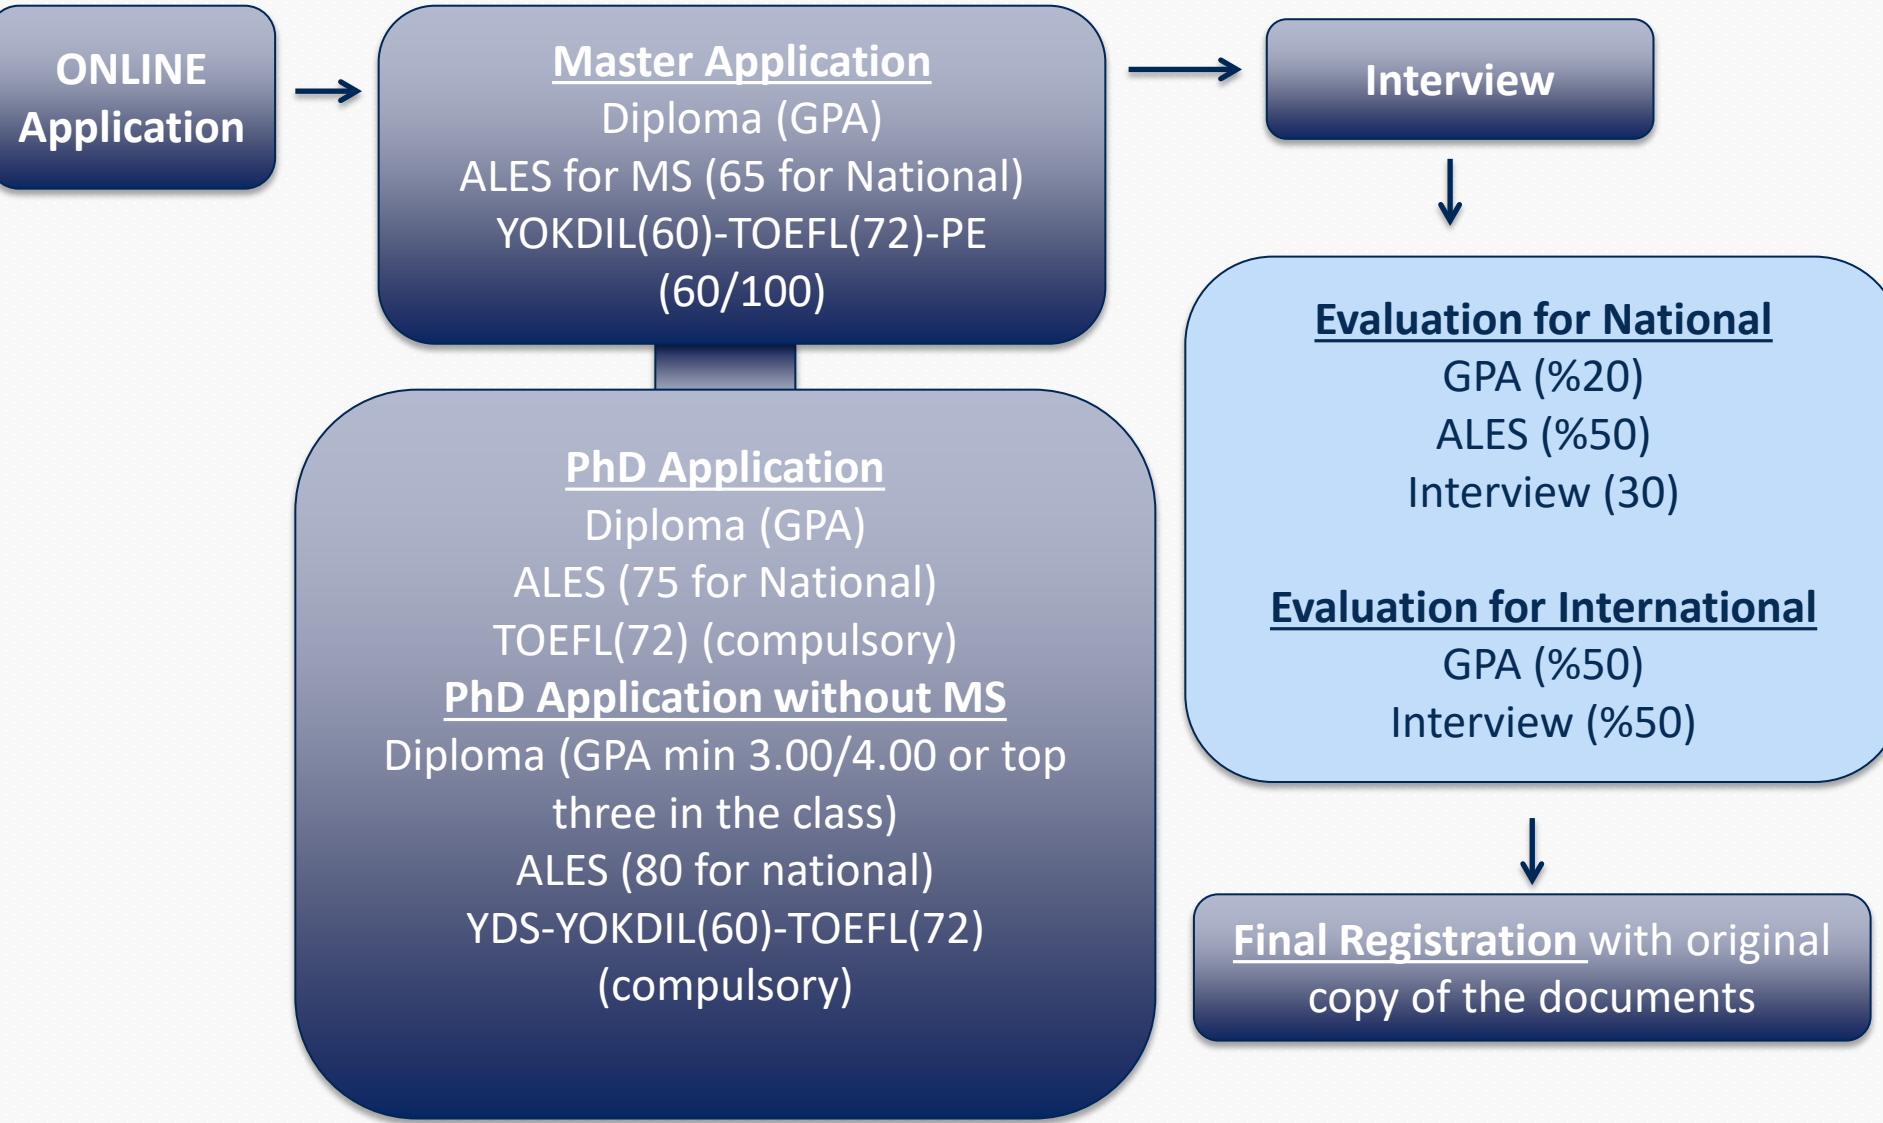 ONLINE
Application
Master Application
Diploma (GPA)
ALES for MS (65 for National)
YOKDIL(60)-TOEFL(72)-PE
(60/100)
PhD Application
Diploma (GPA)
ALES (75 for National)
TOEFL(72) (compulsory)
PhD Application without MS
Diploma (GPA min 3.00/4.00 or top
three in the class)
ALES (80 for national)
YDS-YOKDIL(60)-TOEFL(72)
(compulsory)
Interview
Evaluation for National
GPA (%20)
ALES (%50)
Interview (30)
Evaluation for International
GPA (%50)
Interview (%50)
Final Registration with original
copy of the documents